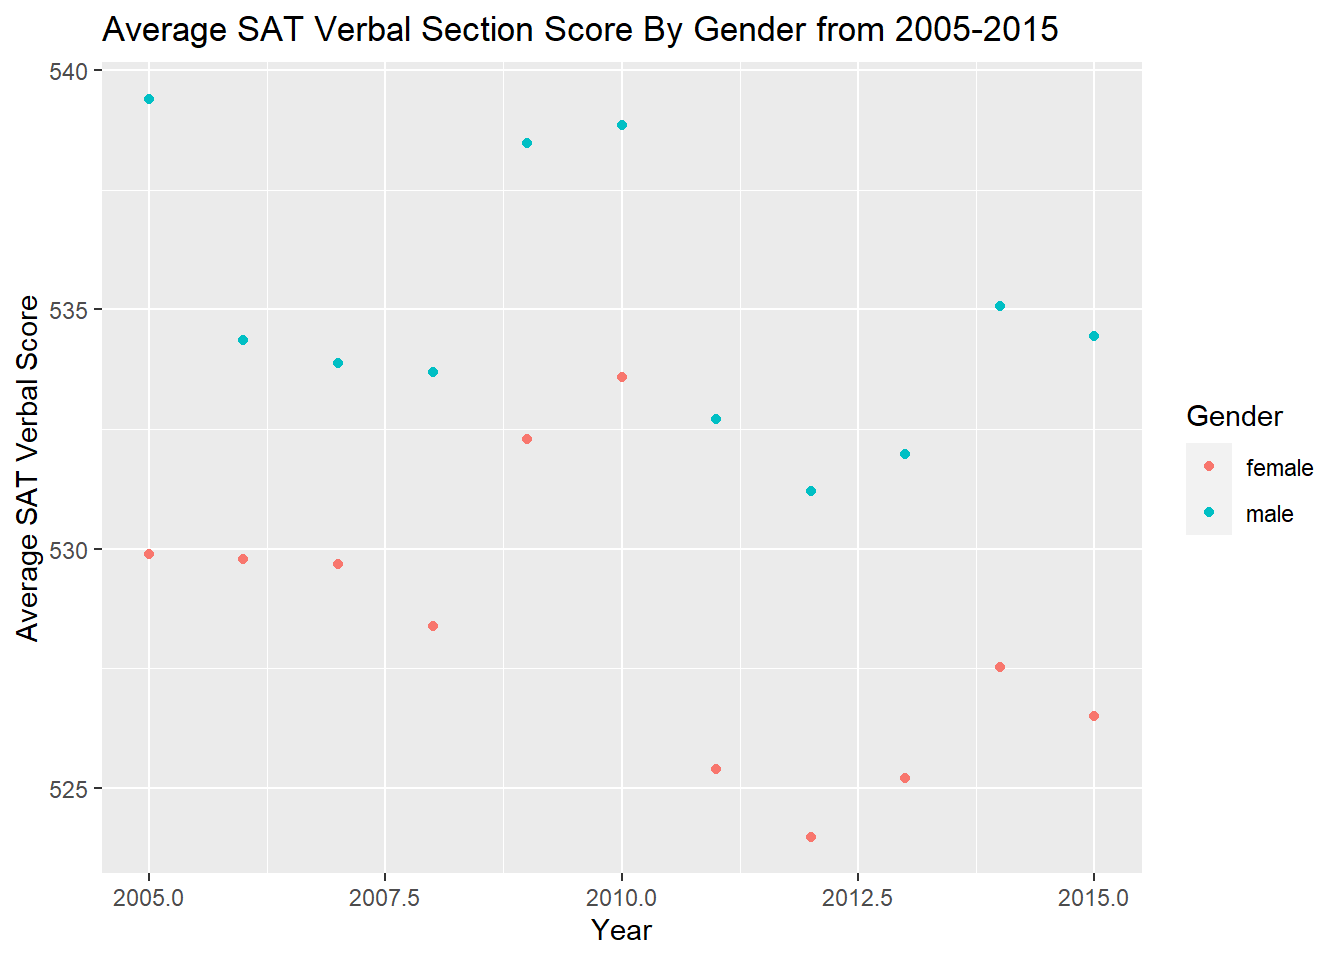 Average SAT Verbal Section Score By Gender from 2005-2015
Average SAT Verbal Score
540
535
530
525
2005.0
2007.5
2010.0
2012.5
2015.0
Year
Gender
female
male